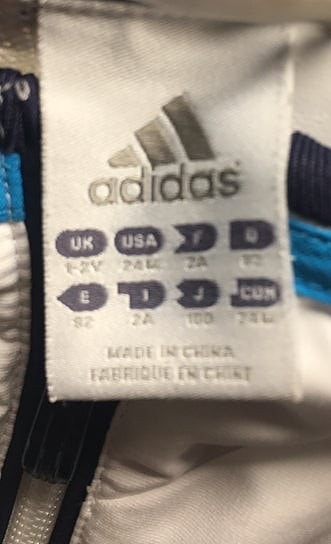 adidas
UK USA F D
1-2Y 24M 2A 92
E I J COM
92 2A 100 24M
MADE IN CHINA
FABRIQUE EN CHINE